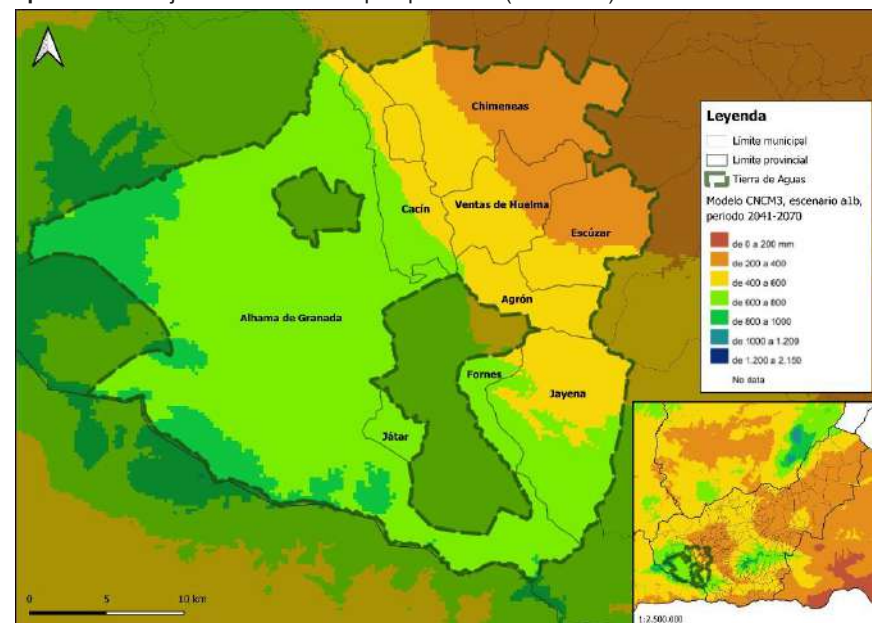 Chimeneas
Cacín
Ventas de Huelma
Escúzar
Agrón
Alhama de Granada
Fornes
Jayena
Játar
Leyenda
Límite municipal
Límite provincial
Tierra de Aguas
Modelo CNCM3, escenario a1b,
periodo 2041-2070
de 0 a 200 mm
de 200 a 400
de 400 a 600
de 600 a 800
de 800 a 1000
de 1000 a 1.200
de 1.200 a 2.150
No data
0 5 10 km
1:2.500.000